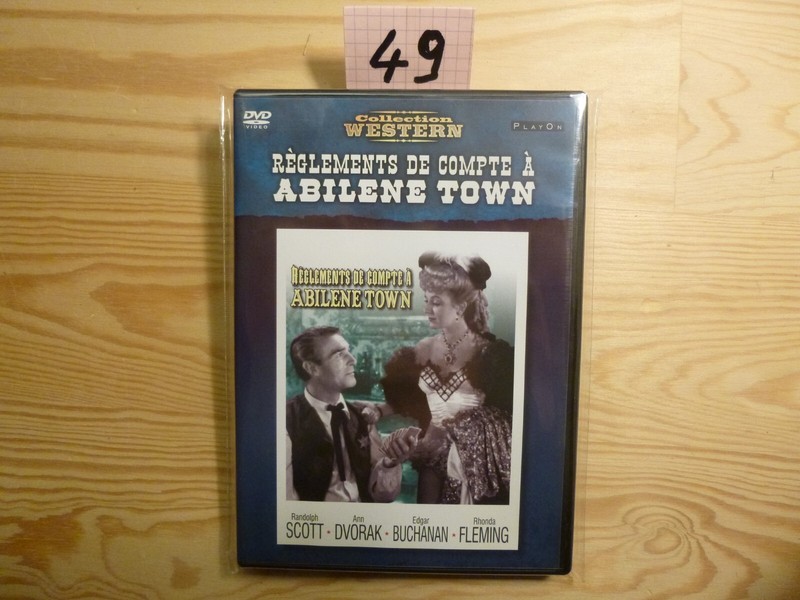 49
DVD
VIDEO
Collection
WESTERN
PLAYON
RÈGLEMENTS DE COMPTE À
ABILENE TOWN
RÈGLEMENTS DE COMPTE À
ABILENE TOWN
Randolph SCOTT • Ann DVORAK • Edgar BUCHANAN • Rhonda FLEMING